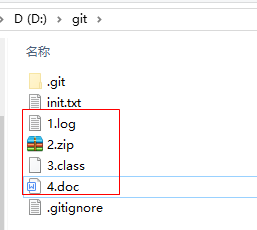 D (D:) > git >
名称
.git
init.txt
1.log
2.zip
3.class
4.doc
.gitignore